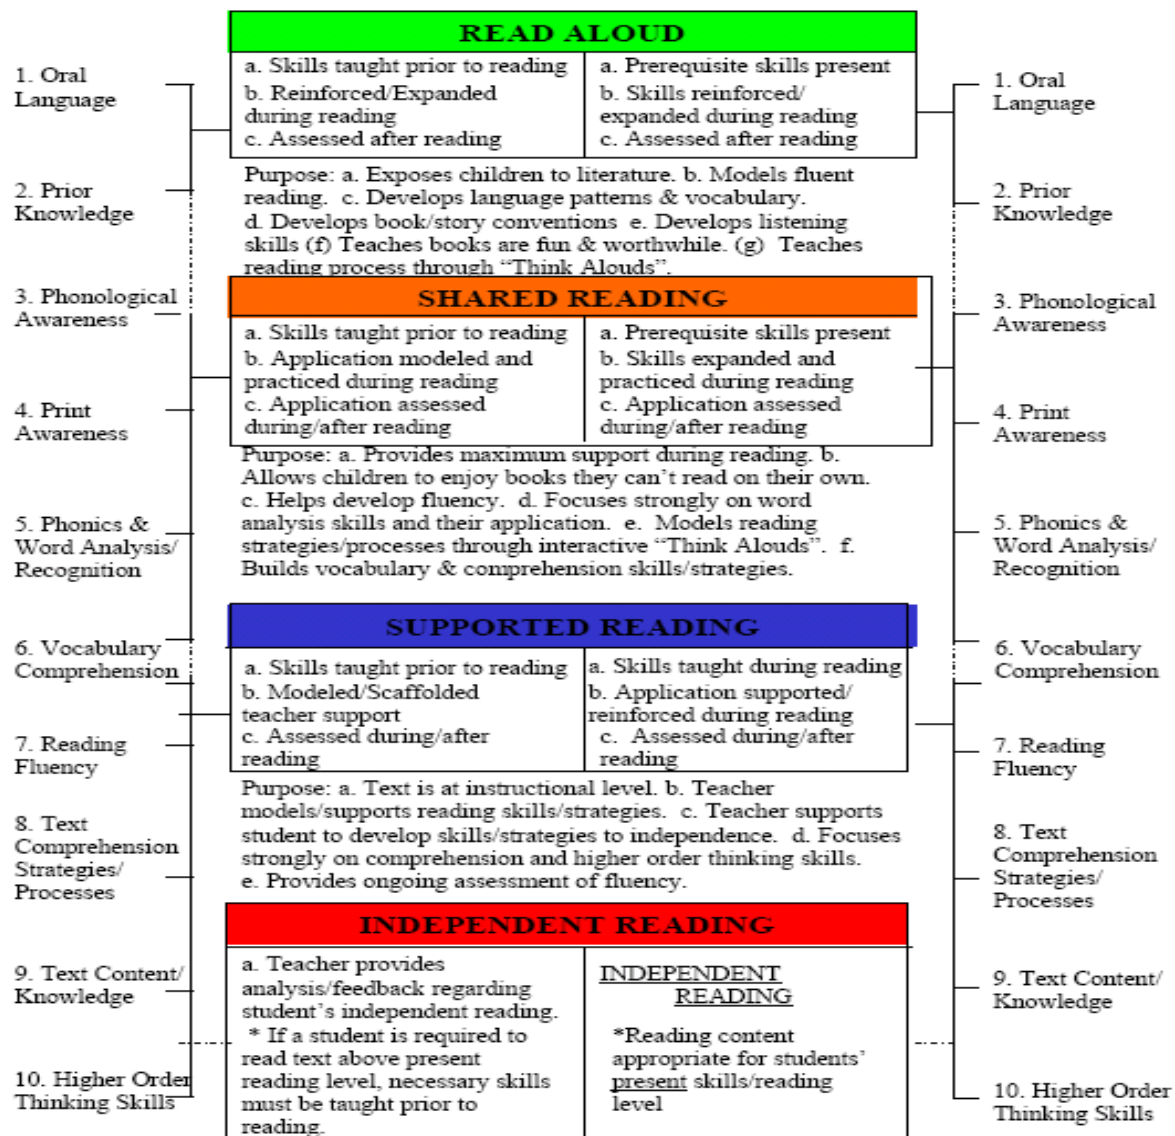 READ ALOUD
1. Oral
Language
a. Skills taught prior to reading
b. Reinforced/Expanded
during reading
c. Assessed after reading
a. Prerequisite skills present
b. Skills reinforced/
expanded during reading
c. Assessed after reading
1. Oral
Language
2. Prior
Knowledge
Purpose: a. Exposes children to literature. b. Models fluent
reading. c. Develops language patterns & vocabulary.
d. Develops book/story conventions e. Develops listening
skills (f) Teaches books are fun & worthwhile. (g) Teaches
reading process through “Think Alouds”.
2. Prior
Knowledge
SHARED READING
3. Phonological
Awareness
a. Skills taught prior to reading
b. Application modeled and
practiced during reading
c. Application assessed
during/after reading
a. Prerequisite skills present
b. Skills expanded and
practiced during reading
c. Application assessed
during/after reading
3. Phonological
Awareness
4. Print
Awareness
4. Print
Awareness
Purpose: a. Provides maximum support during reading. b.
Allows children to enjoy books they can’t read on their own.
c. Helps develop fluency. d. Focuses strongly on word
analysis skills and their application. e. Models reading
strategies/processes through interactive “Think Alouds”. f.
Builds vocabulary & comprehension skills/strategies.
5. Phonics &
Word Analysis/
Recognition
5. Phonics &
Word Analysis/
Recognition
SUPPORTED READING
6. Vocabulary
Comprehension
a. Skills taught prior to reading
b. Modeled/Scaffolded
teacher support
c. Assessed during/after
reading
a. Skills taught during reading
b. Application supported/
reinforced during reading
c. Assessed during/after
reading
6. Vocabulary
Comprehension
7. Reading
Fluency
7. Reading
Fluency
Purpose: a. Text is at instructional level. b. Teacher
models/supports reading skills/strategies. c. Teacher supports
student to develop skills/strategies to independence. d. Focuses
strongly on comprehension and higher order thinking skills.
e. Provides ongoing assessment of fluency.
8. Text
Comprehension
Strategies/
Processes
8. Text
Comprehension
Strategies/
Processes
INDEPENDENT READING
9. Text Content/
Knowledge
a. Teacher provides
analysis/feedback regarding
student’s independent reading.
* If a student is required to
read text above present
reading level, necessary skills
must be taught prior to
reading.
INDEPENDENT
READING
*Reading content
appropriate for students’
present skills/reading
level
9. Text Content/
Knowledge
10. Higher Order
Thinking Skills
10. Higher Order
Thinking Skills